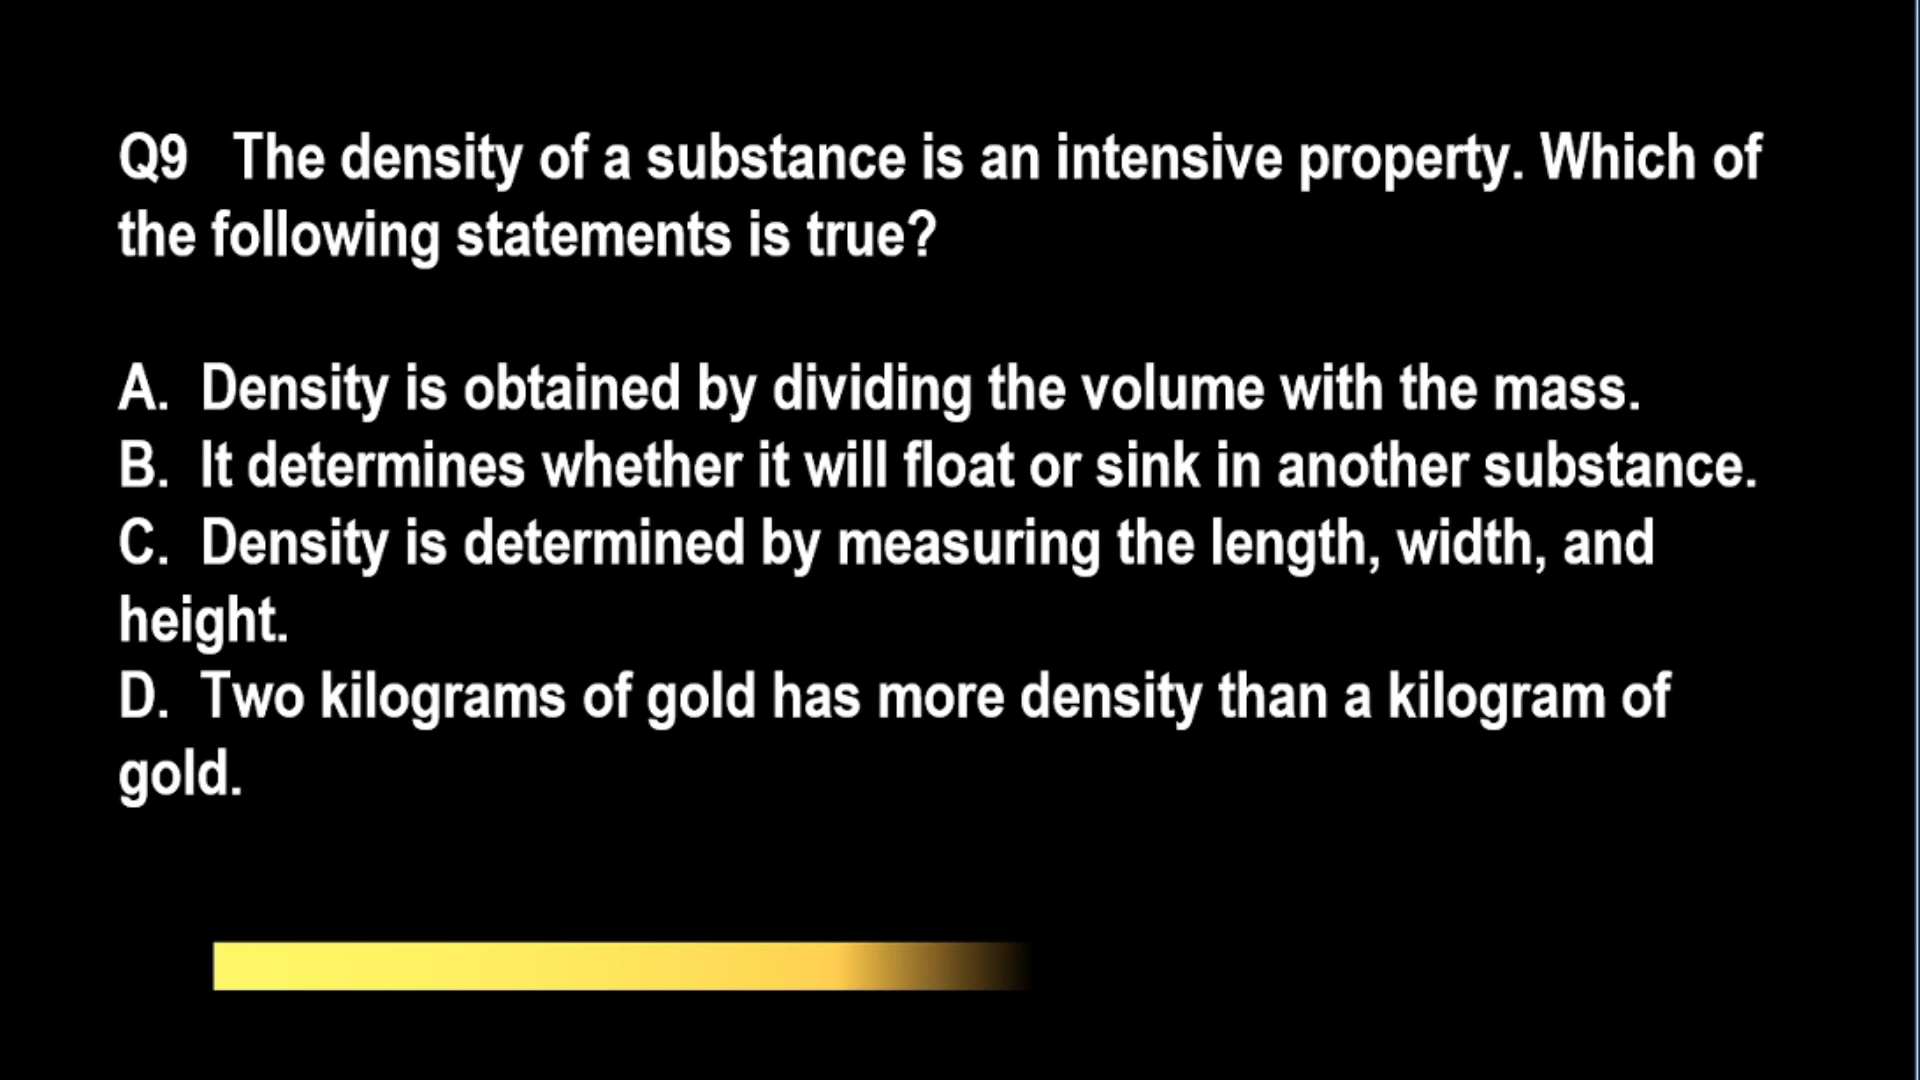 Q9 The density of a substance is an intensive property. Which of
the following statements is true?
A. Density is obtained by dividing the volume with the mass.
B. It determines whether it will float or sink in another substance.
C. Density is determined by measuring the length, width, and
height.
D. Two kilograms of gold has more density than a kilogram of
gold.